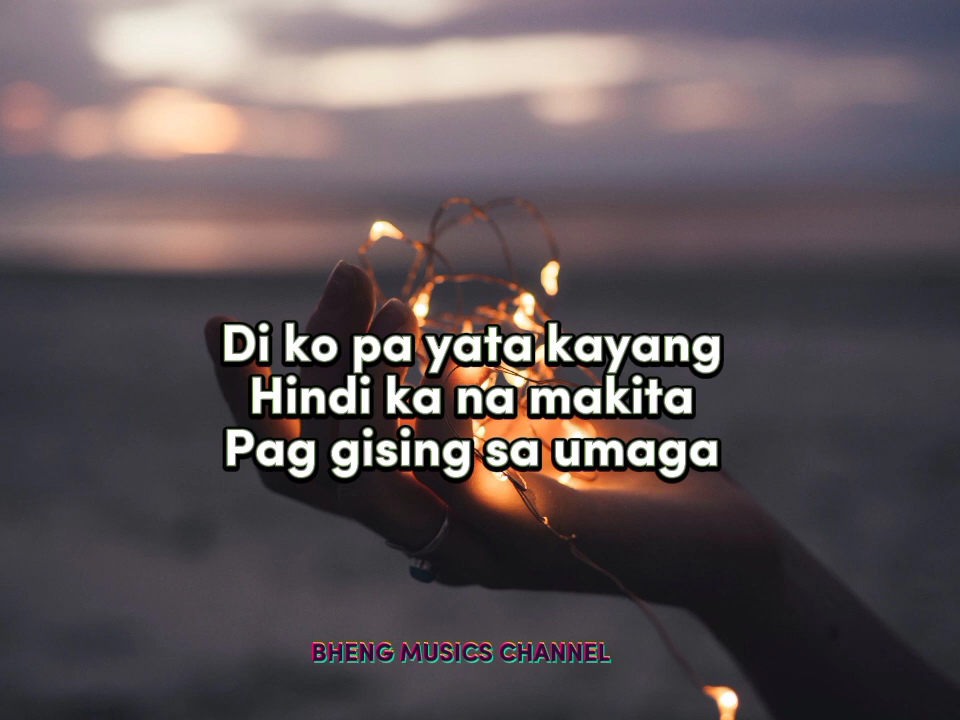 Di ko pa yata kayang
Hindi ka na makita
Pag gising sa umaga
BHENG MUSICS CHANNEL